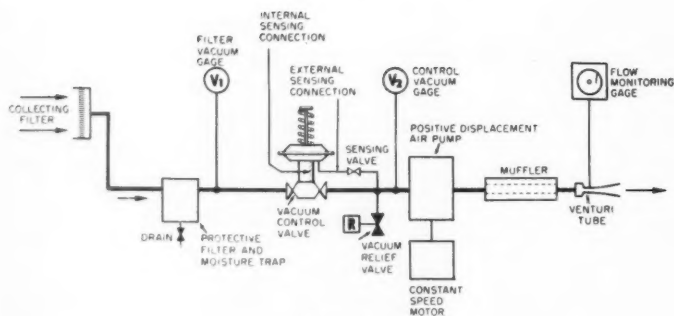 INTERNAL
SENSING
CONNECTION
FILTER
VACUUM
GAGE
V1
EXTERNAL
SENSING
CONNECTION
V2
CONTROL
VACUUM
GAGE
FLOW
MONITORING
GAGE
COLLECTING
FILTER
SENSING
VALVE
POSITIVE DISPLACEMENT
AIR PUMP
MUFFLER
VACUUM
CONTROL
VALVE
R
VENTURI
TUBE
DRAIN
PROTECTIVE
FILTER AND
MOISTURE TRAP
VACUUM
RELIEF
VALVE
CONSTANT
SPEED
MOTOR